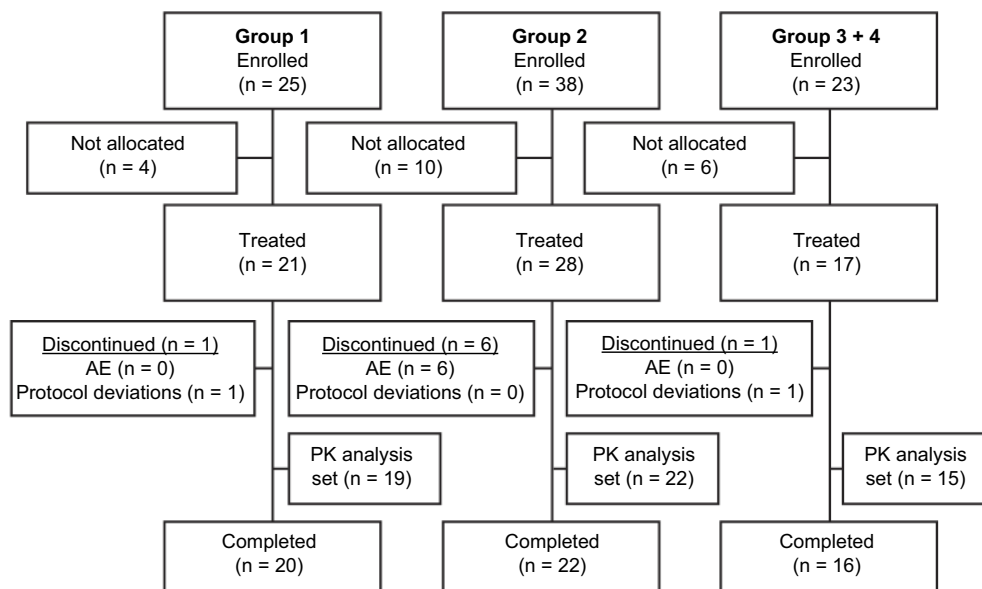 Group 1
Enrolled
(n = 25)
Group 2
Enrolled
(n = 38)
Group 3 + 4
Enrolled
(n = 23)
Not allocated
(n = 4)
Not allocated
(n = 10)
Not allocated
(n = 6)
Treated
(n = 21)
Treated
(n = 28)
Treated
(n = 17)
Discontinued (n = 1)
AE (n = 0)
Protocol deviations (n = 1)
Discontinued (n = 6)
AE (n = 6)
Protocol deviations (n = 0)
Discontinued (n = 1)
AE (n = 0)
Protocol deviations (n = 1)
PK analysis
set (n = 19)
PK analysis
set (n = 22)
PK analysis
set (n = 15)
Completed
(n = 20)
Completed
(n = 22)
Completed
(n = 16)